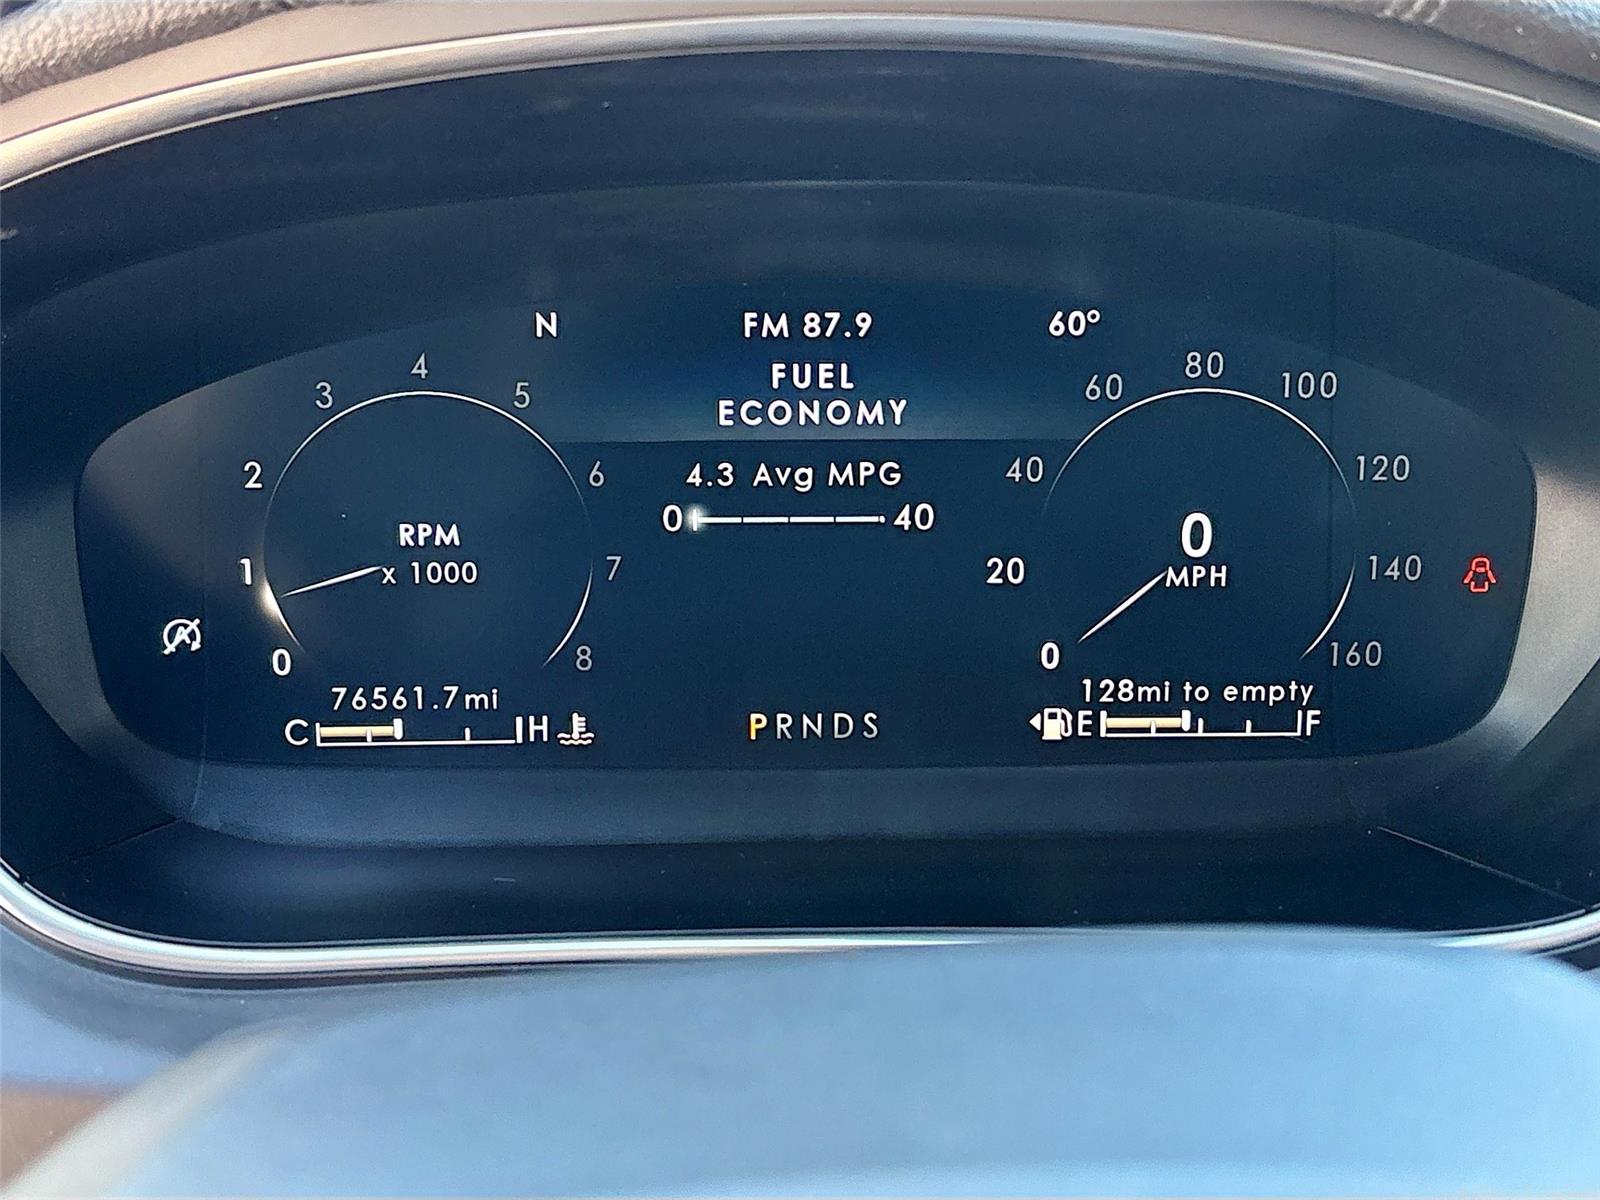 N
FM 87.9
60°
FUEL
ECONOMY
4.3 Avg MPG
0 40
0 1 2 3 4 5 6 7 8
RPM
x 1000
0 20 40 60 80 100 120 140 160
0
MPH
A
76561.7mi
C H
PRNDS
128mi to empty
E F